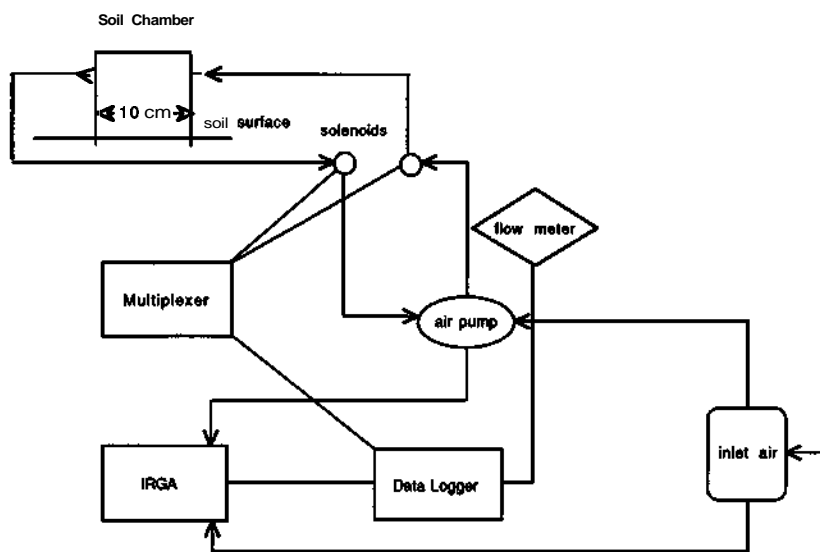 Soil Chamber
10 cm
soil surface
solenoids
flow meter
Multiplexer
air pump
inlet air
IRGA
Data Logger